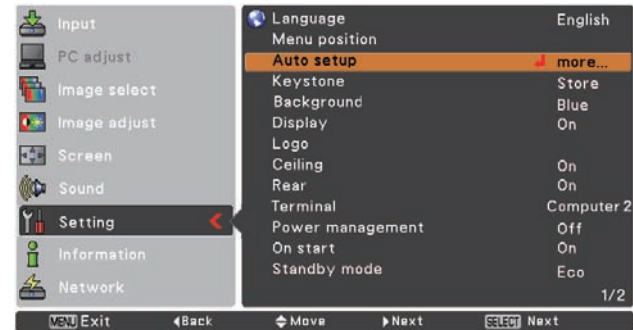 Input
PC adjust
Image select
Image adjust
Screen
Sound
Setting
Information
Network
Language English
Menu position
Auto setup more...
Keystone Store
Background Blue
Display On
Logo
Ceiling On
Rear On
Terminal Computer 2
Power management Off
On start On
Standby mode Eco
1/2
MENU Exit Back Move Next SELECT Next